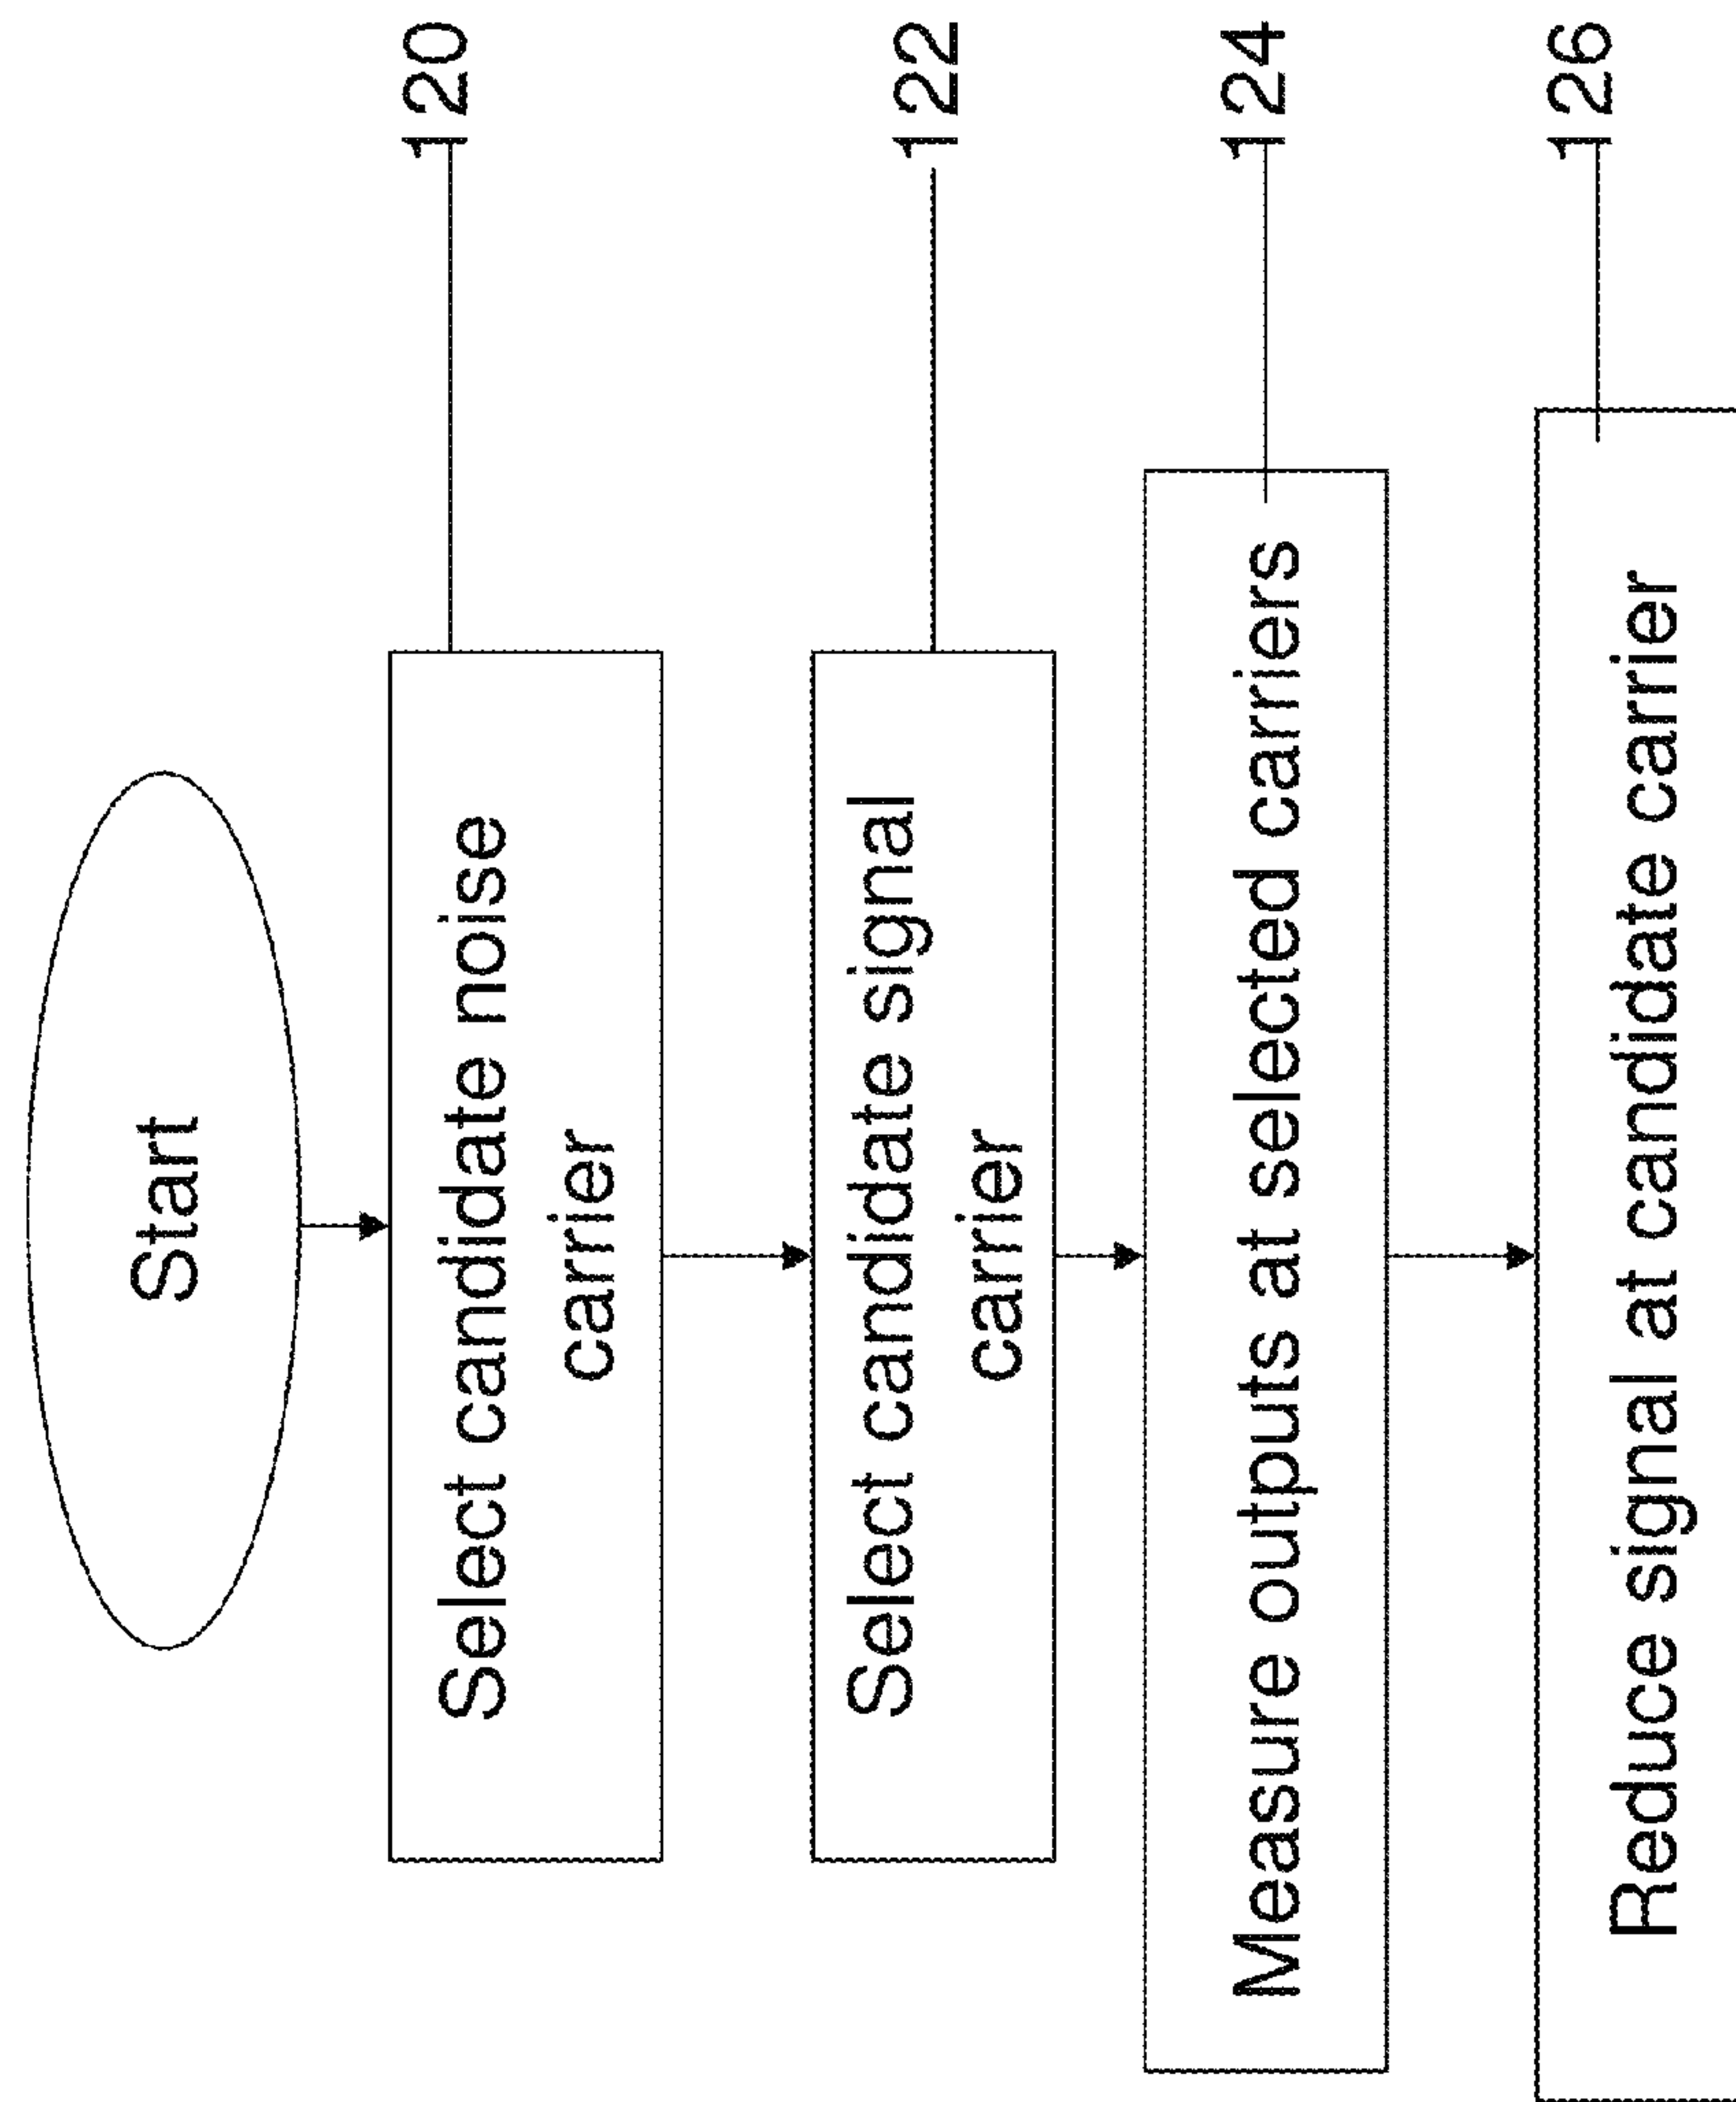 Start
Select candidate noise
carrier
120
Select candidate signal
carrier
122
Measure outputs at selected carriers
124
Reduce signal at candidate carrier
126